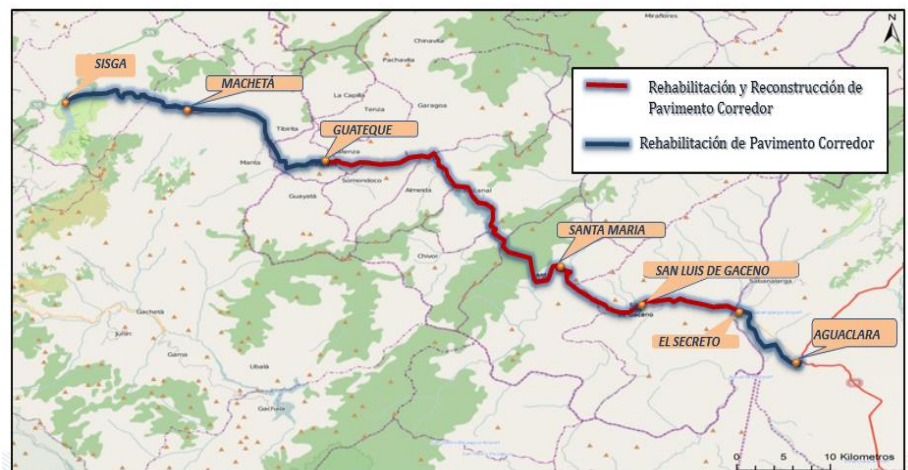 Miraflores
N
Chinavita
Pachavita
SISGA
MACHETÁ
Rehabilitación y Reconstrucción de
Pavimento Corredor
Rehabilitación de Pavimento Corredor
La Capilla
Tenza
Garagoa
Tibirita
GUATEQUE
Manta
Somondoco
Guayatá
Almeida
Chivor
SANTA MARIA
SAN LUIS DE GACENO
Sabanalarga
EL SECRETO
AGUACLARA
Gachetá
Junín
Gama
Ubalá
Gachalá
0 5 10 Kilometros